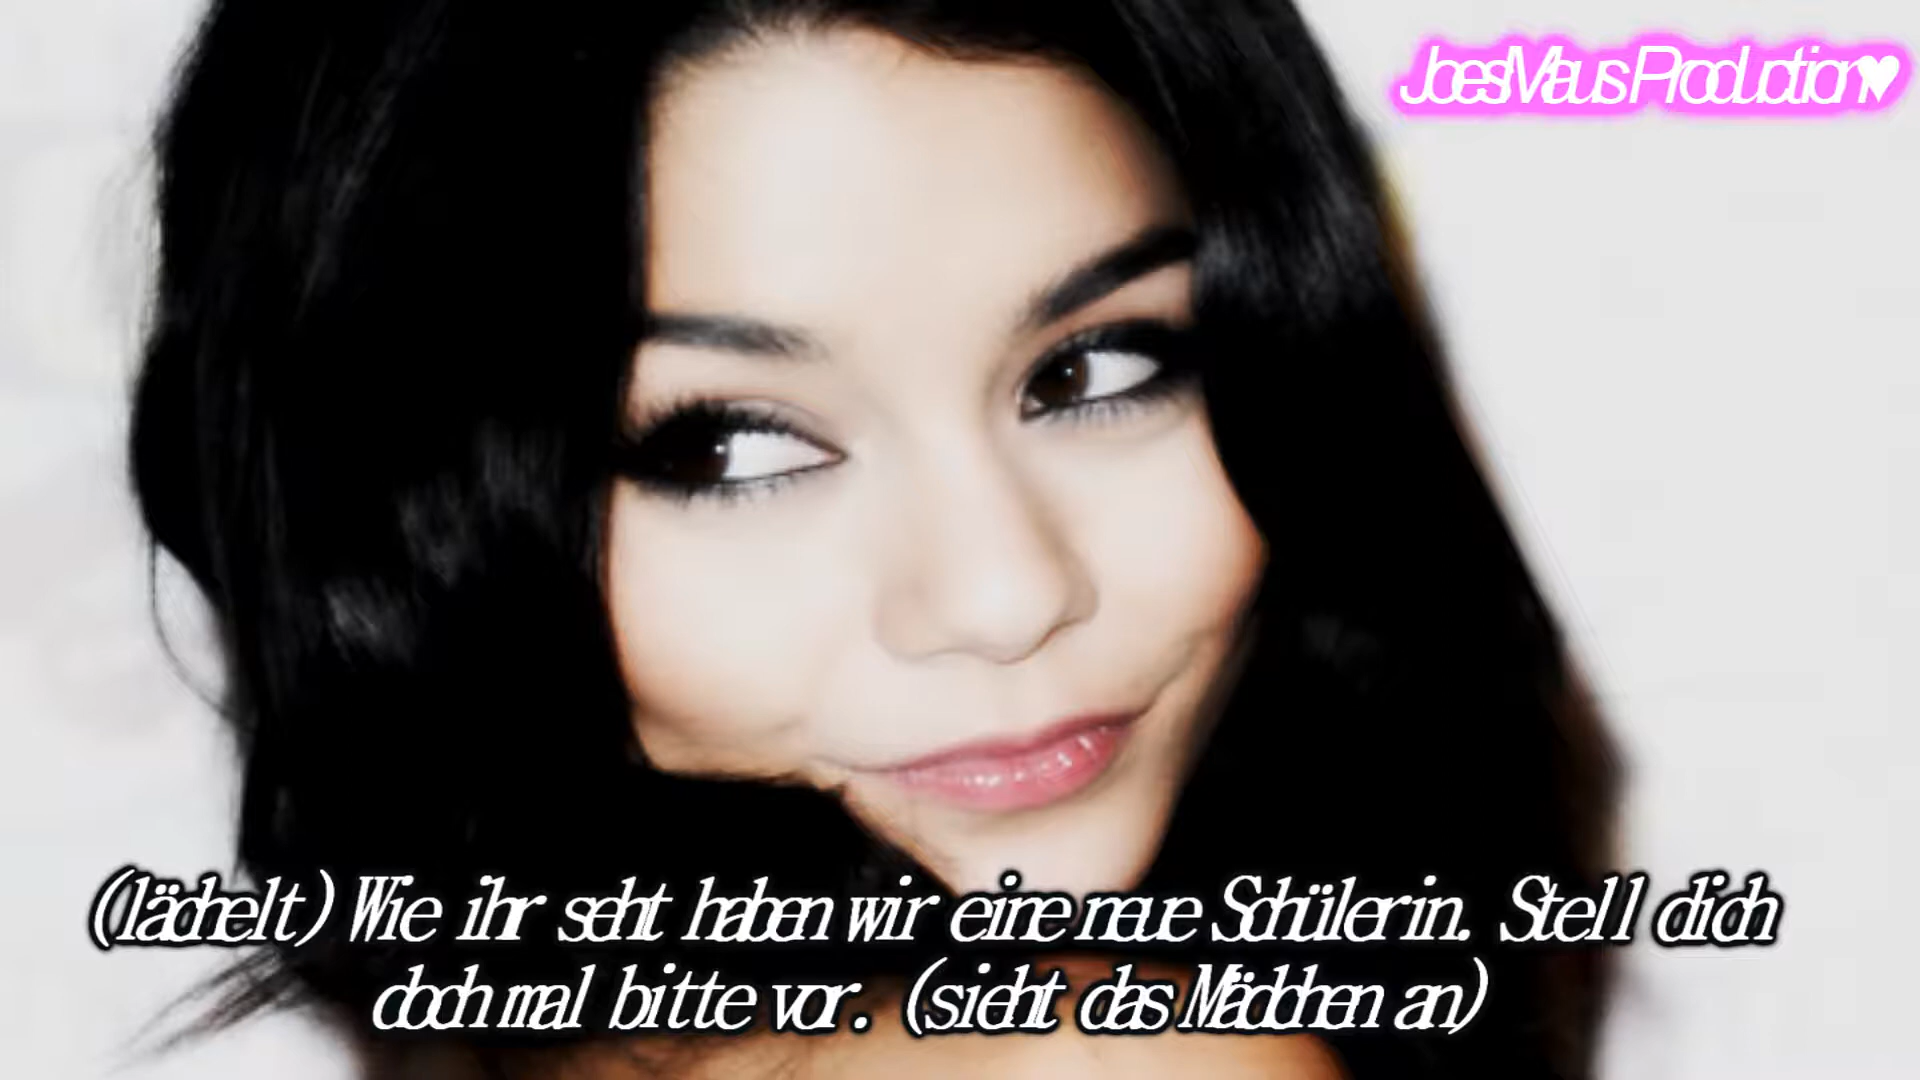 JoesMausProduction♥
(lächelt) Wie ihr seht haben wir eine neue Schülerin. Stell dich
doch mal bitte vor. (sieht das Mädchen an)